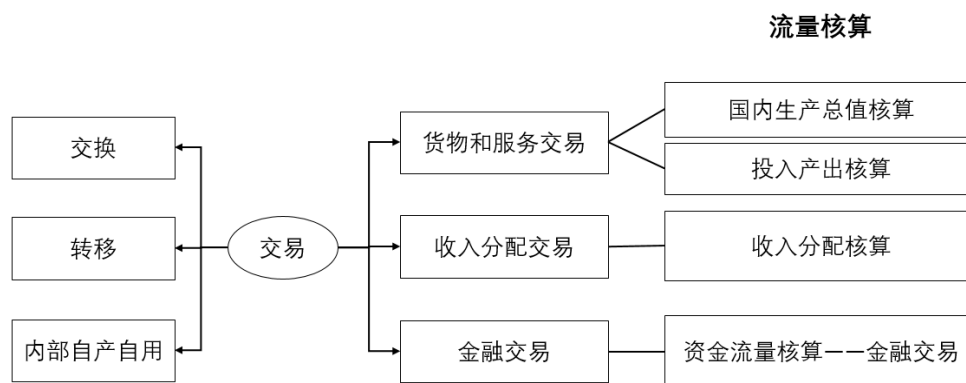 流量核算
交换
转移
内部自产自用
交易
货物和服务交易
收入分配交易
金融交易
国内生产总值核算
投入产出核算
收入分配核算
资金流量核算——金融交易